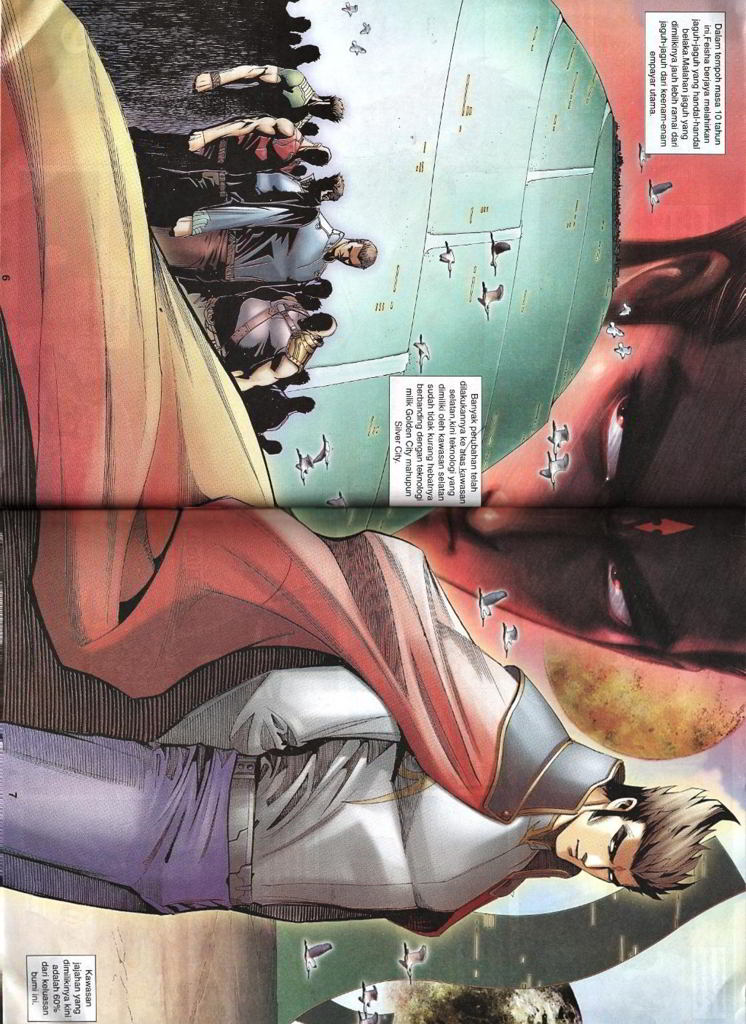 Dalam tempoh masa 10 tahun
ini,Feisha berjaya melahirkan
jaguh-jaguh yang handal-handal
belaka.Malahan jaguh yang
dimilikinya jauh lebih ramai dari
jaguh-jaguh dari keenam-enam
empayar utama.
Banyak perubahan telah
dilakukannya ke atas kawasan
selatan,kini teknologi yang
dimiliki oleh kawasan selatan
sudah tidak kurang hebatnya
berbanding dengan teknologi
milik Golden City mahupun
Silver City.
Kawasan
jajahan yang
dimilikinya kini
adalah 60%
dari keluasan
bumi ini.
6
7